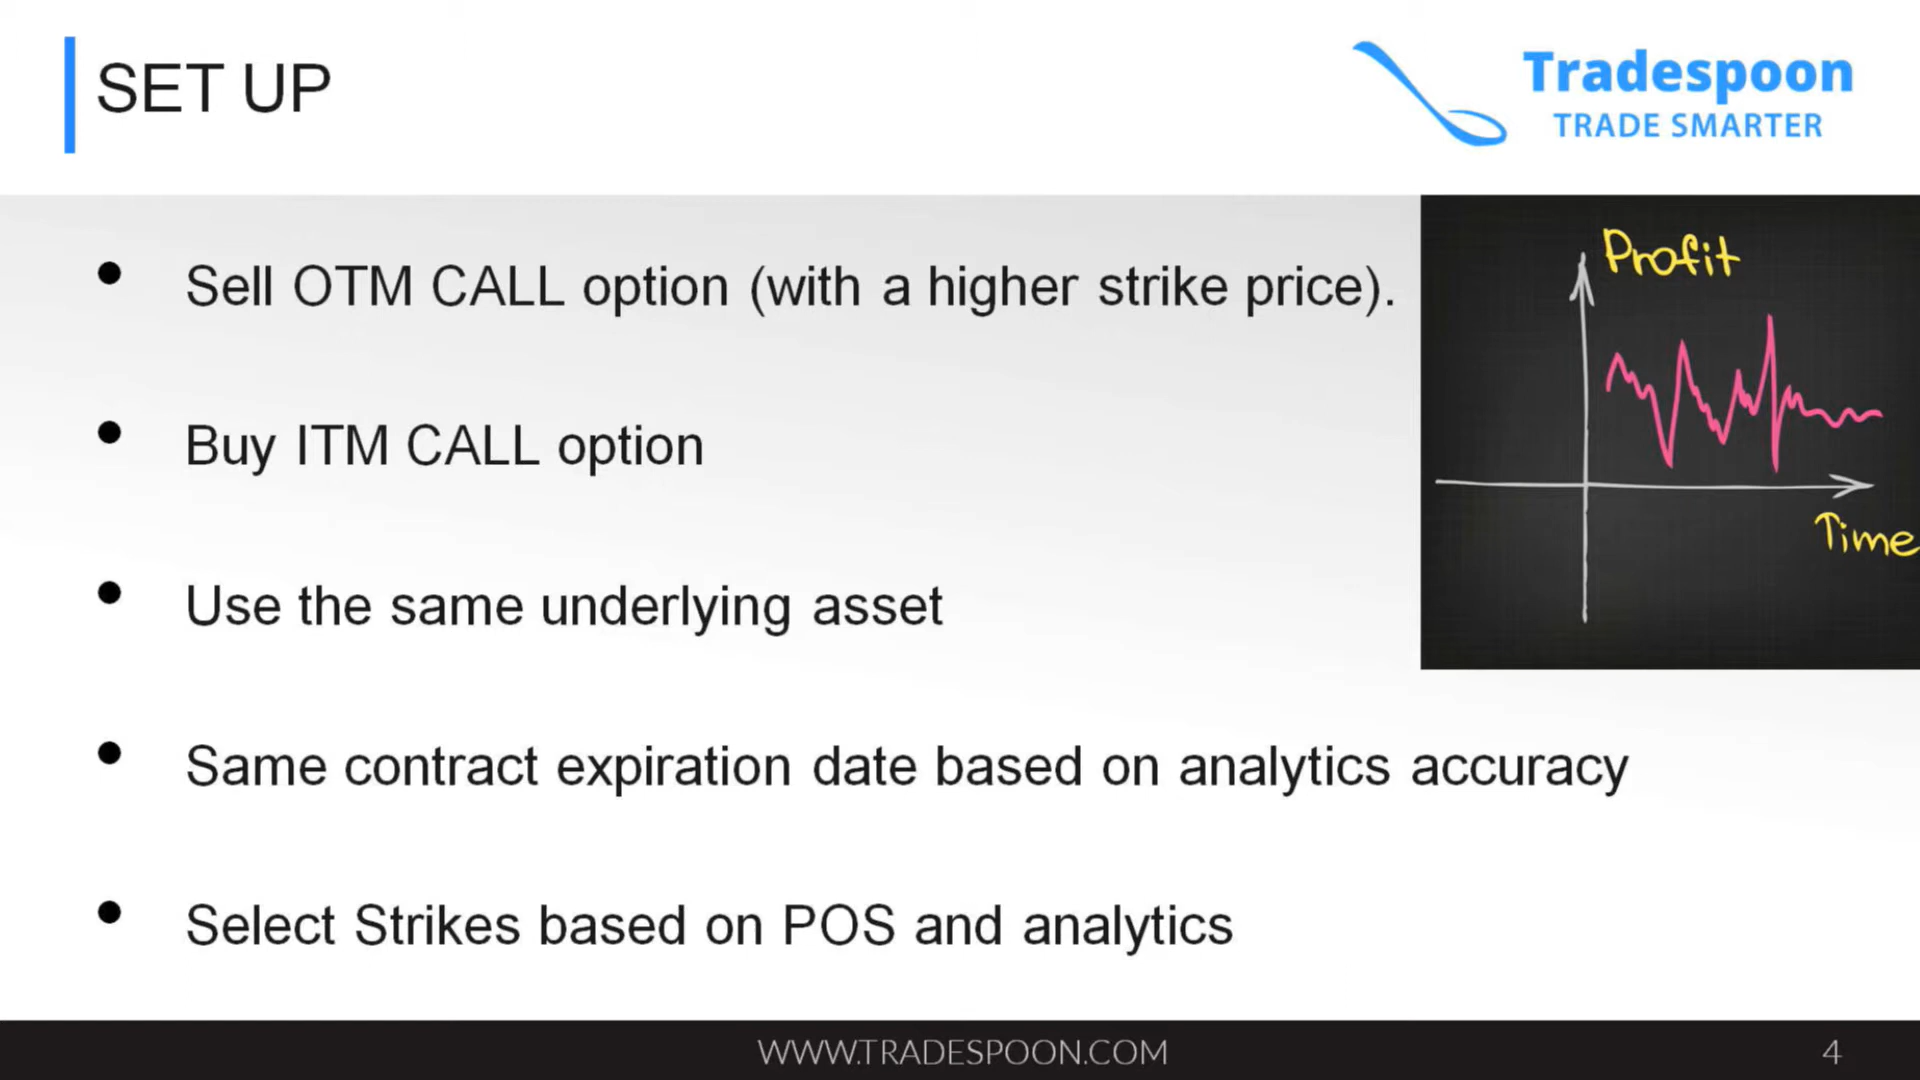 SET UP
Tradespoon
TRADE SMARTER
Sell OTM CALL option (with a higher strike price).
Buy ITM CALL option
Use the same underlying asset
Same contract expiration date based on analytics accuracy
Select Strikes based on POS and analytics
Profit
Time
WWW.TRADESPOON.COM
4